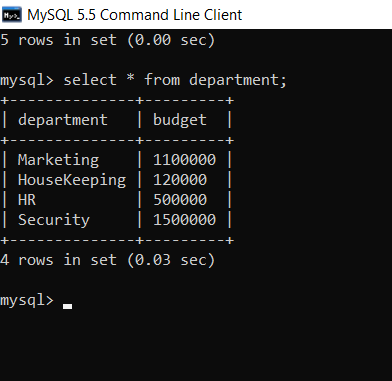 MySQL 5.5 Command Line Client
5 rows in set (0.00 sec)
mysql> select * from department;
+-------------+---------+
| department   | budget  |
+-------------+---------+
| Marketing    | 1100000 |
| HouseKeeping | 120000  |
| HR           | 500000  |
| Security     | 1500000 |
+-------------+---------+
4 rows in set (0.03 sec)
mysql>